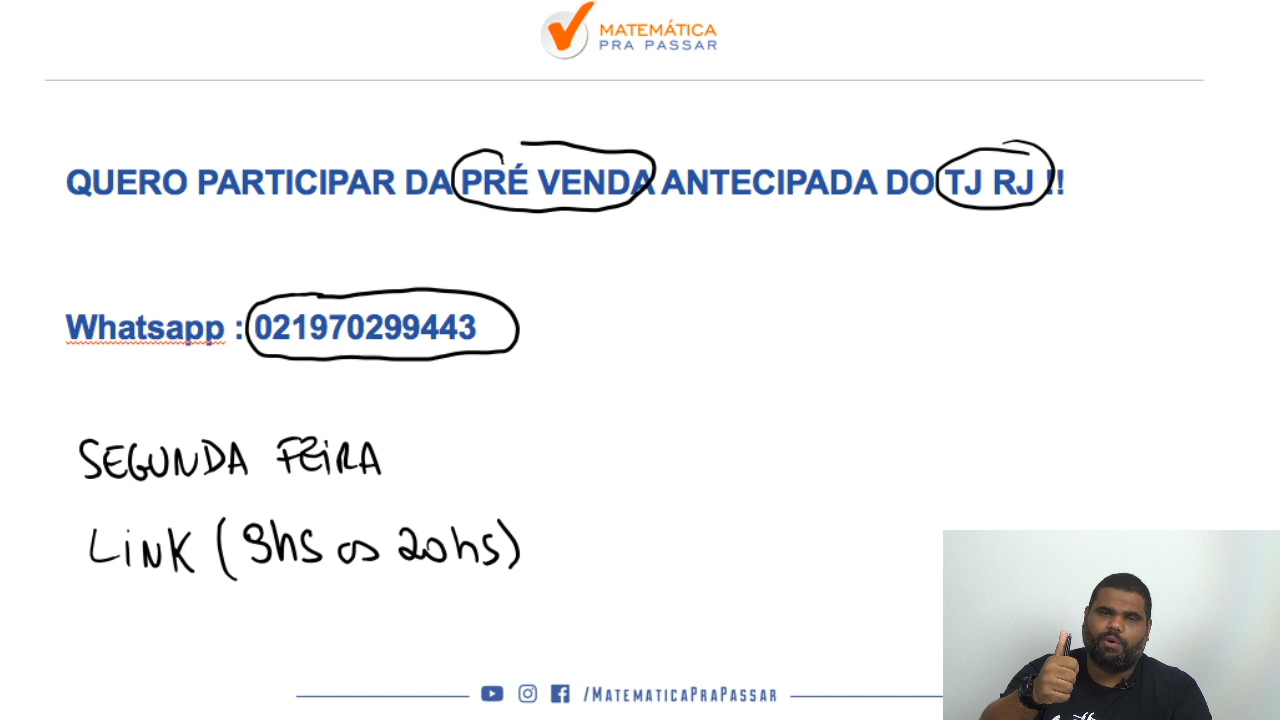 MATEMÁTICA
PRA PASSAR
QUERO PARTICIPAR DA PRÉ VENDA ANTECIPADA DO TJ RJ !!
Whatsapp : 021970299443
SEGUNDA FEIRA
LINK (9hs as 20hs)
/MatematicaPraPassar